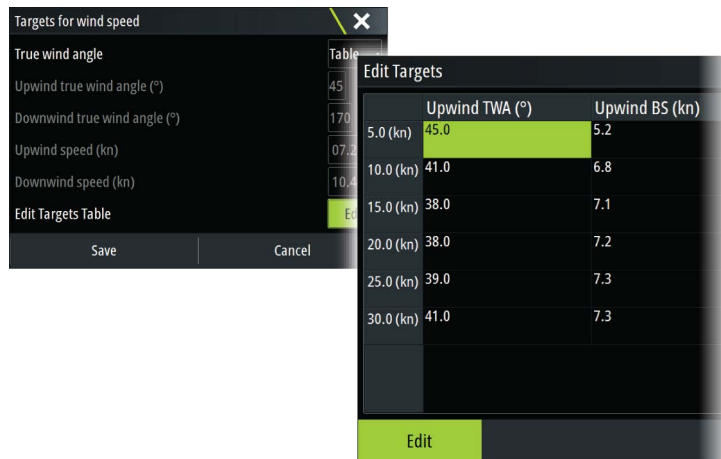 Targets for wind speed
True wind angle Table
Upwind true wind angle (°) 45
Downwind true wind angle (°) 170
Upwind speed (kn) 07.2
Downwind speed (kn) 10.4
Edit Targets Table
Save Cancel
Edit Targets
Upwind TWA (°) Upwind BS (kn)
5.0 (kn) 45.0 5.2
10.0 (kn) 41.0 6.8
15.0 (kn) 38.0 7.1
20.0 (kn) 38.0 7.2
25.0 (kn) 39.0 7.3
30.0 (kn) 41.0 7.3
Edit